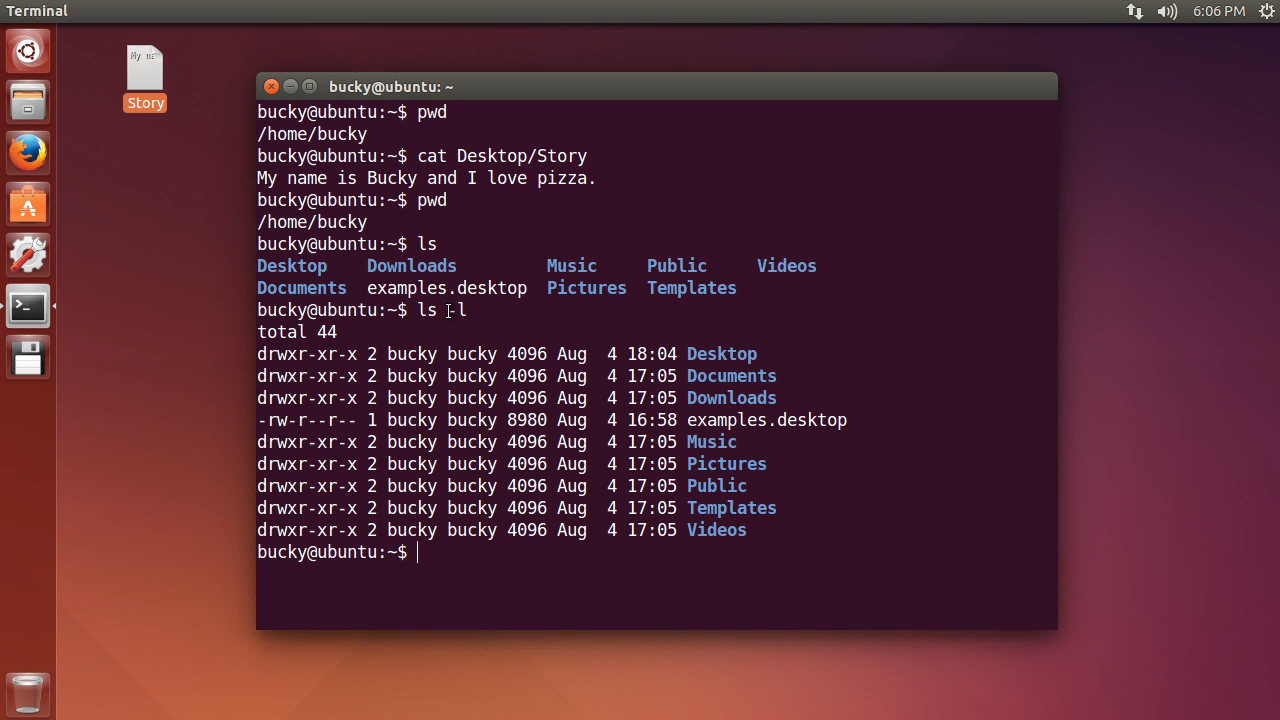 Terminal
6:06 PM
My na
Story
bucky@ubuntu: ~
bucky@ubuntu:~$ pwd
/home/bucky
bucky@ubuntu:~$ cat Desktop/Story
My name is Bucky and I love pizza.
bucky@ubuntu:~$ pwd
/home/bucky
bucky@ubuntu:~$ ls
Desktop Downloads Music Public Videos
Documents examples.desktop Pictures Templates
bucky@ubuntu:~$ ls -l
total 44
drwxr-xr-x 2 bucky bucky 4096 Aug 4 18:04 Desktop
drwxr-xr-x 2 bucky bucky 4096 Aug 4 17:05 Documents
drwxr-xr-x 2 bucky bucky 4096 Aug 4 17:05 Downloads
-rw-r--r-- 1 bucky bucky 8980 Aug 4 16:58 examples.desktop
drwxr-xr-x 2 bucky bucky 4096 Aug 4 17:05 Music
drwxr-xr-x 2 bucky bucky 4096 Aug 4 17:05 Pictures
drwxr-xr-x 2 bucky bucky 4096 Aug 4 17:05 Public
drwxr-xr-x 2 bucky bucky 4096 Aug 4 17:05 Templates
drwxr-xr-x 2 bucky bucky 4096 Aug 4 17:05 Videos
bucky@ubuntu:~$